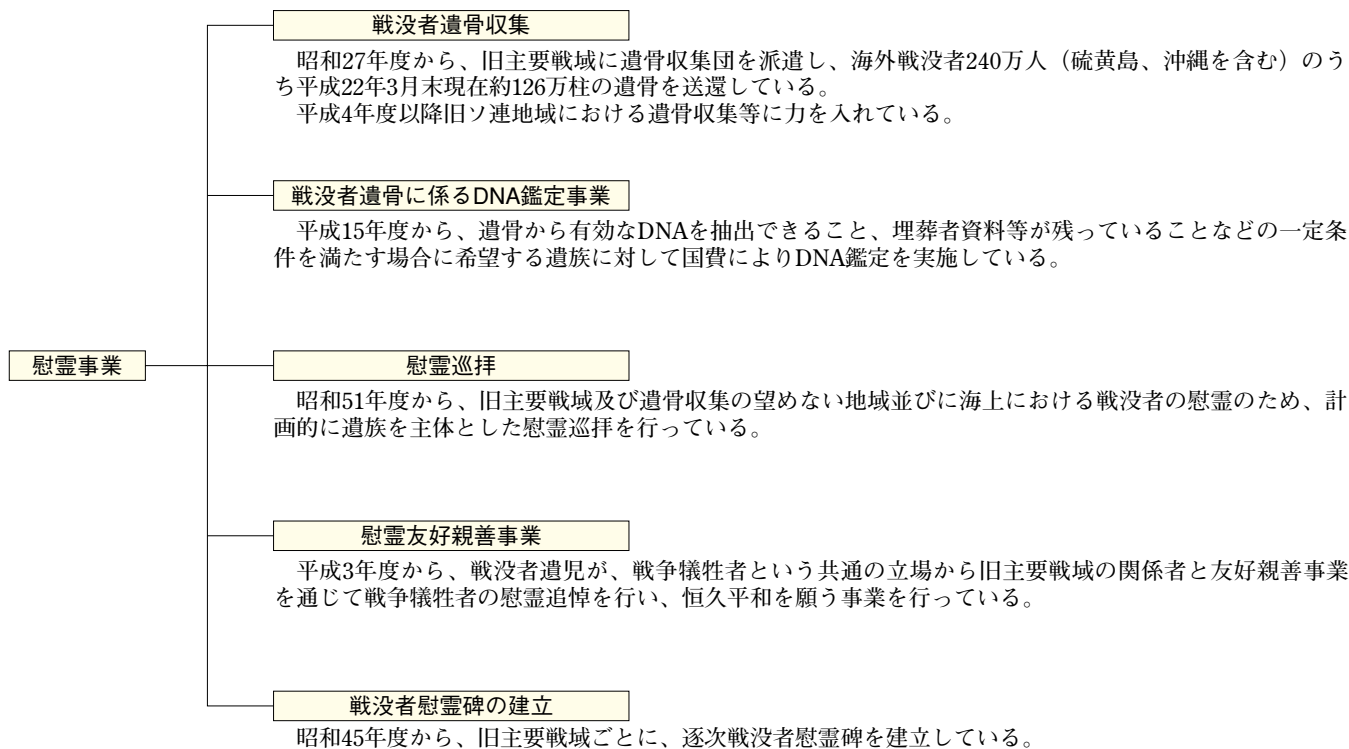 戦没者遺骨収集
昭和27年度から、旧主要戦域に遺骨収集団を派遣し、海外戦没者240万人（硫黄島、沖縄を含む）のう
ち平成22年3月末現在約126万柱の遺骨を送還している。
平成4年度以降旧ソ連地域における遺骨収集等に力を入れている。
戦没者遺骨に係るDNA鑑定事業
平成15年度から、遺骨から有効なDNAを抽出できること、埋葬者資料等が残っていることなどの一定条
件を満たす場合に希望する遺族に対して国費によりDNA鑑定を実施している。
慰霊事業
慰霊巡拝
昭和51年度から、旧主要戦域及び遺骨収集の望めない地域並びに海上における戦没者の慰霊のため、計
画的に遺族を主体とした慰霊巡拝を行っている。
慰霊友好親善事業
平成3年度から、戦没者遺児が、戦争犠牲者という共通の立場から旧主要戦域の関係者と友好親善事業
を通じて戦争犠牲者の慰霊追悼を行い、恒久平和を願う事業を行っている。
戦没者慰霊碑の建立
昭和45年度から、旧主要戦域ごとに、逐次戦没者慰霊碑を建立している。